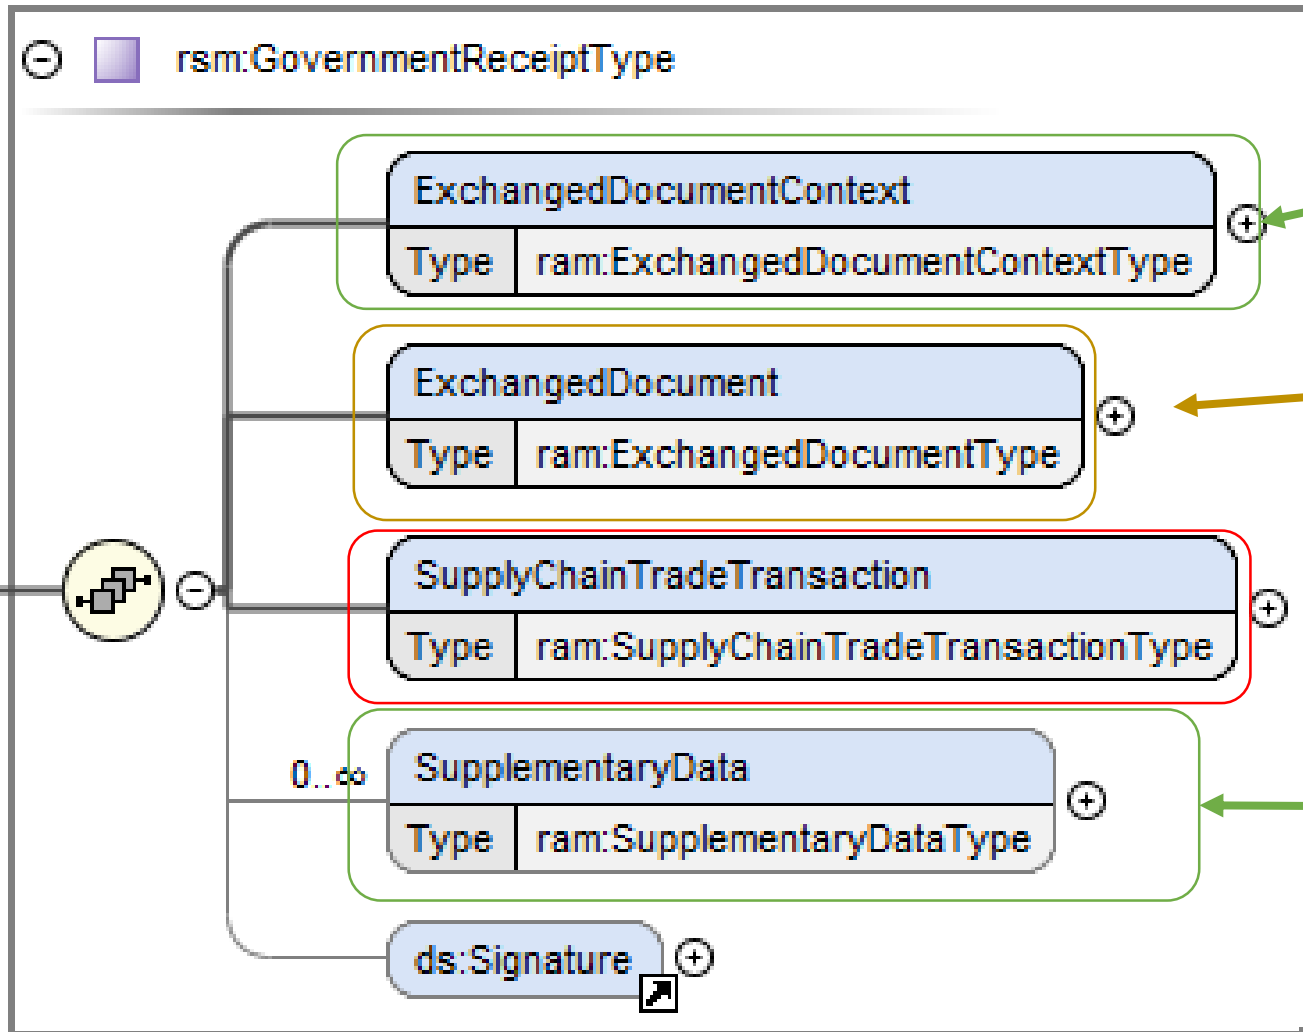 rsm:GovernmentReceiptType
ExchangedDocumentContext
Type ram:ExchangedDocumentContextType
ExchangedDocument
Type ram:ExchangedDocumentType
SupplyChainTradeTransaction
Type ram:SupplyChainTradeTransactionType
0..∞
SupplementaryData
Type ram:SupplementaryDataType
ds:Signature